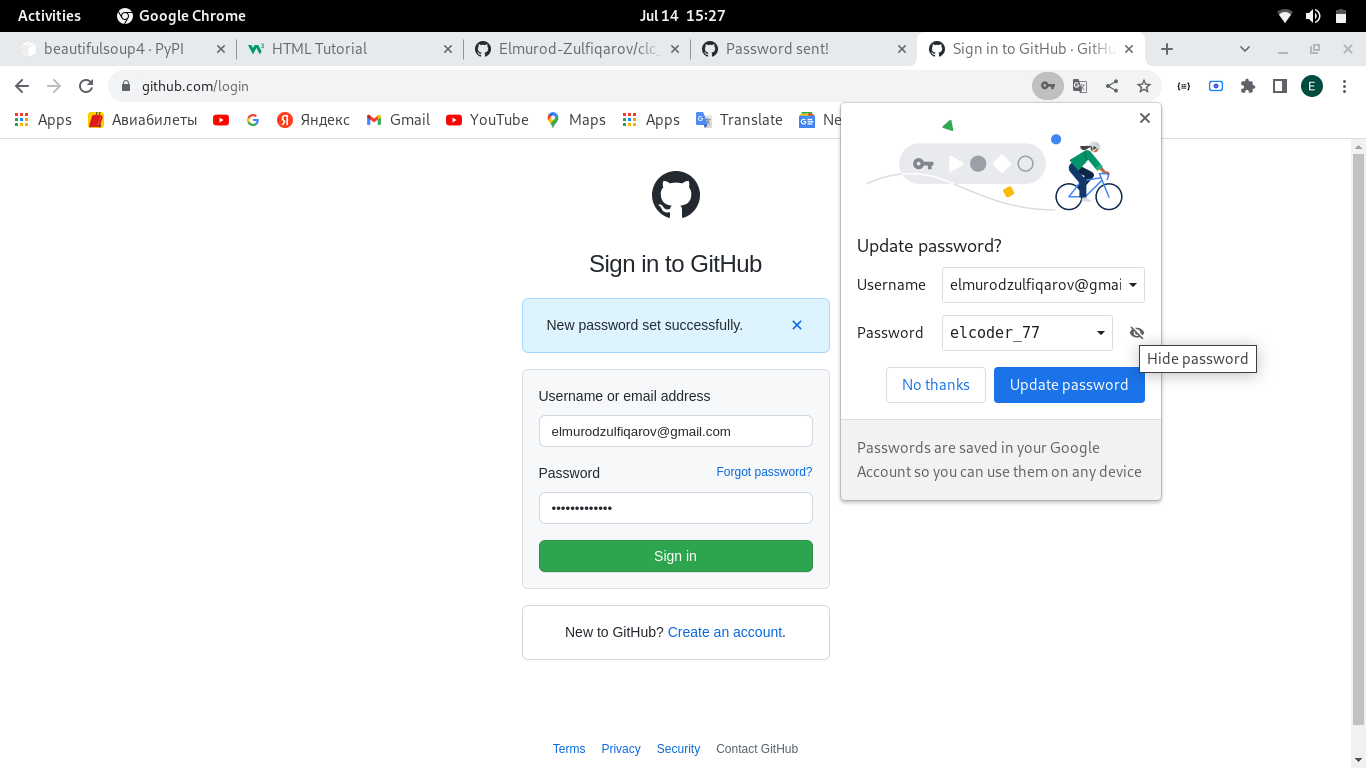 Activities Google Chrome Jul 14 15:27
beautifulsoup4 · PyPI HTML Tutorial Elmurod-Zulfiqarov/clc_ Password sent! Sign in to GitHub · GitHu
github.com/login E
Apps Авиабилеты Яндекс Gmail YouTube Maps Apps Translate Ne
Sign in to GitHub
New password set successfully.
Username or email address
elmurodzulfiqarov@gmail.com
Password Forgot password?
•••••••••••••
Sign in
New to GitHub? Create an account.
Terms Privacy Security Contact GitHub
Update password?
Username elmurodzulfiqarov@gmai
Password elcoder_77
Hide password
No thanks Update password
Passwords are saved in your Google
Account so you can use them on any device